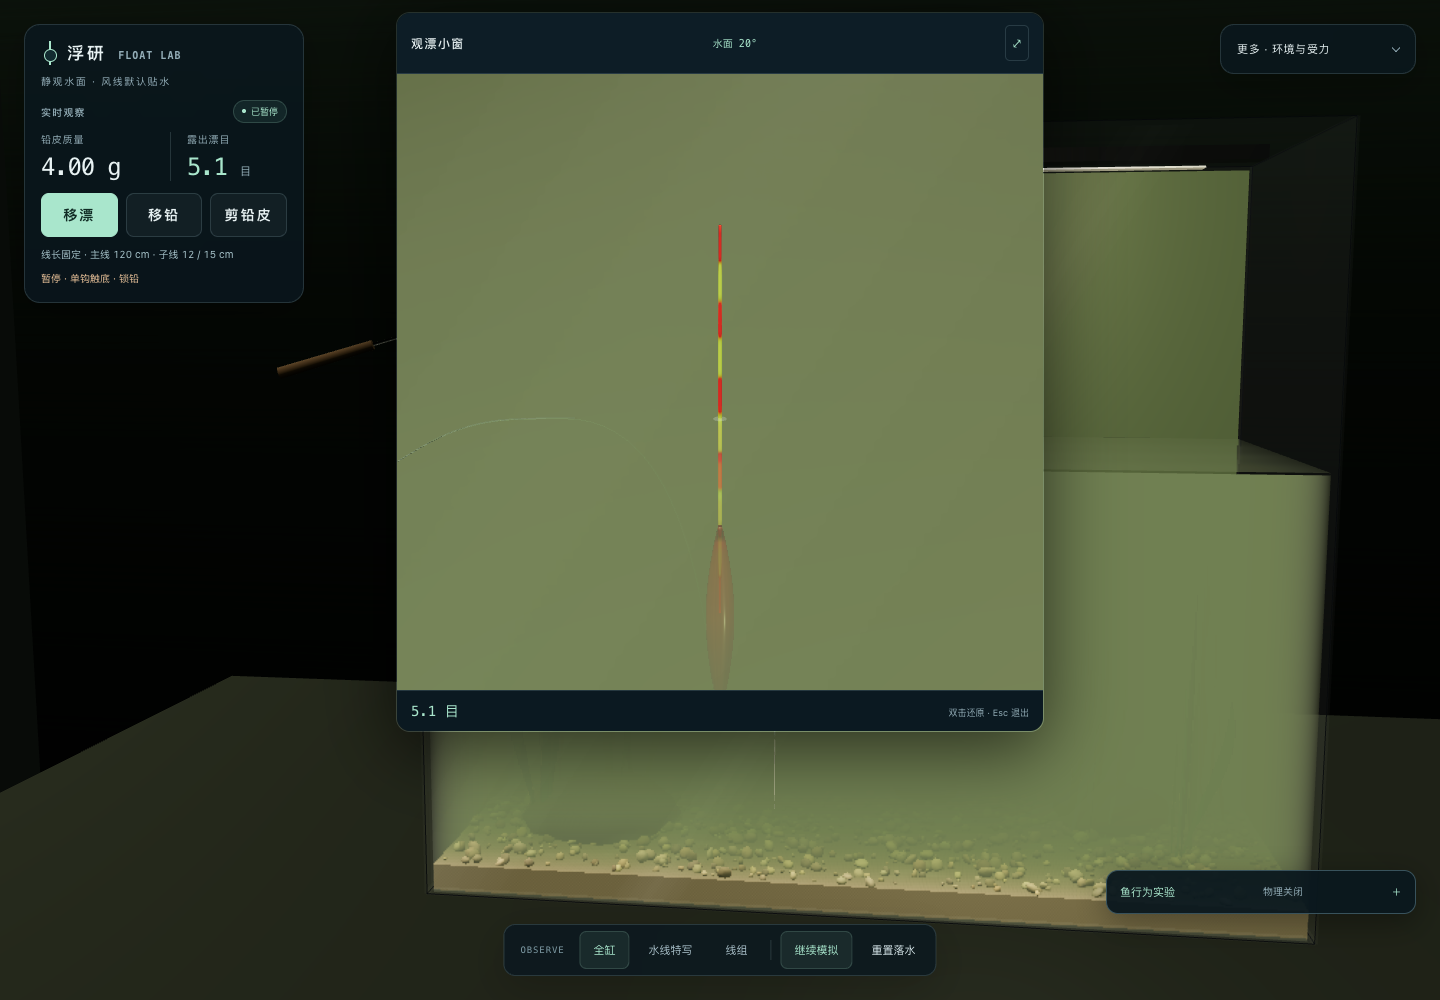 浮研 FLOAT LAB
静观水面 · 风线默认贴水
实时观察
已暂停
铅皮质量
露出漂目
4.00 g
5.1 目
移漂
移铅
剪铅皮
线长固定 · 主线 120 cm · 子线 12 / 15 cm
暂停 · 单钩触底 · 锁铅
观漂小窗
水面 20°
5.1 目
双击还原 · Esc 退出
更多 · 环境与受力
鱼行为实验
物理关闭
+
OBSERVE
全缸
水线特写
线组
继续模拟
重置落水